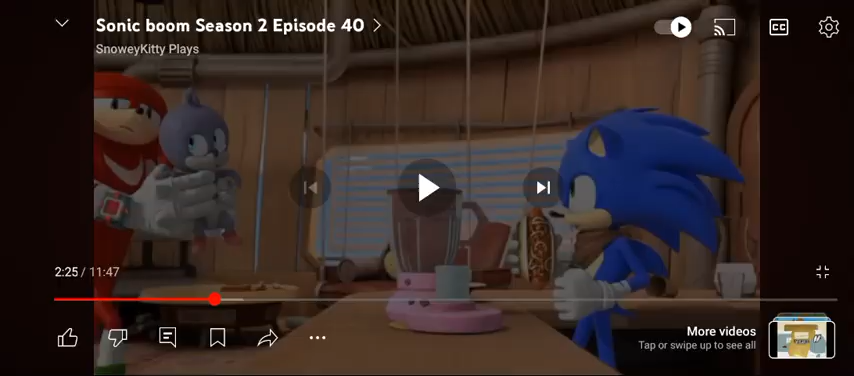 Sonic boom Season 2 Episode 40
SnoweyKitty Plays
CC
2:25 / 11:47
More videos
Tap or swipe up to see all